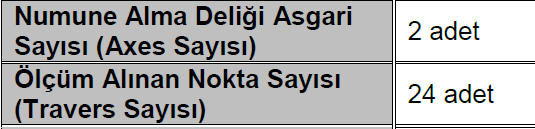 Numune Alma Deliği Asgari
Sayısı (Axes Sayısı)
2 adet
Ölçüm Alınan Nokta Sayısı
(Travers Sayısı)
24 adet